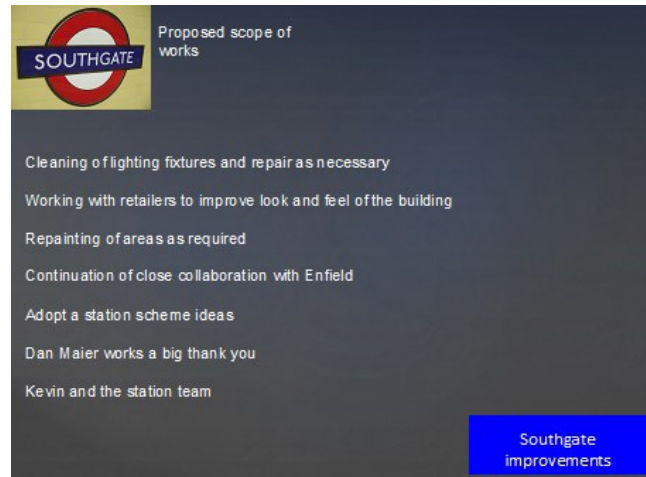 SOUTHGATE
Proposed scope of
works
Cleaning of lighting fixtures and repair as necessary
Working with retailers to improve look and feel of the building
Repainting of areas as required
Continuation of close collaboration with Enfield
Adopt a station scheme ideas
Dan Maier works a big thank you
Kevin and the station team
Southgate
improvements